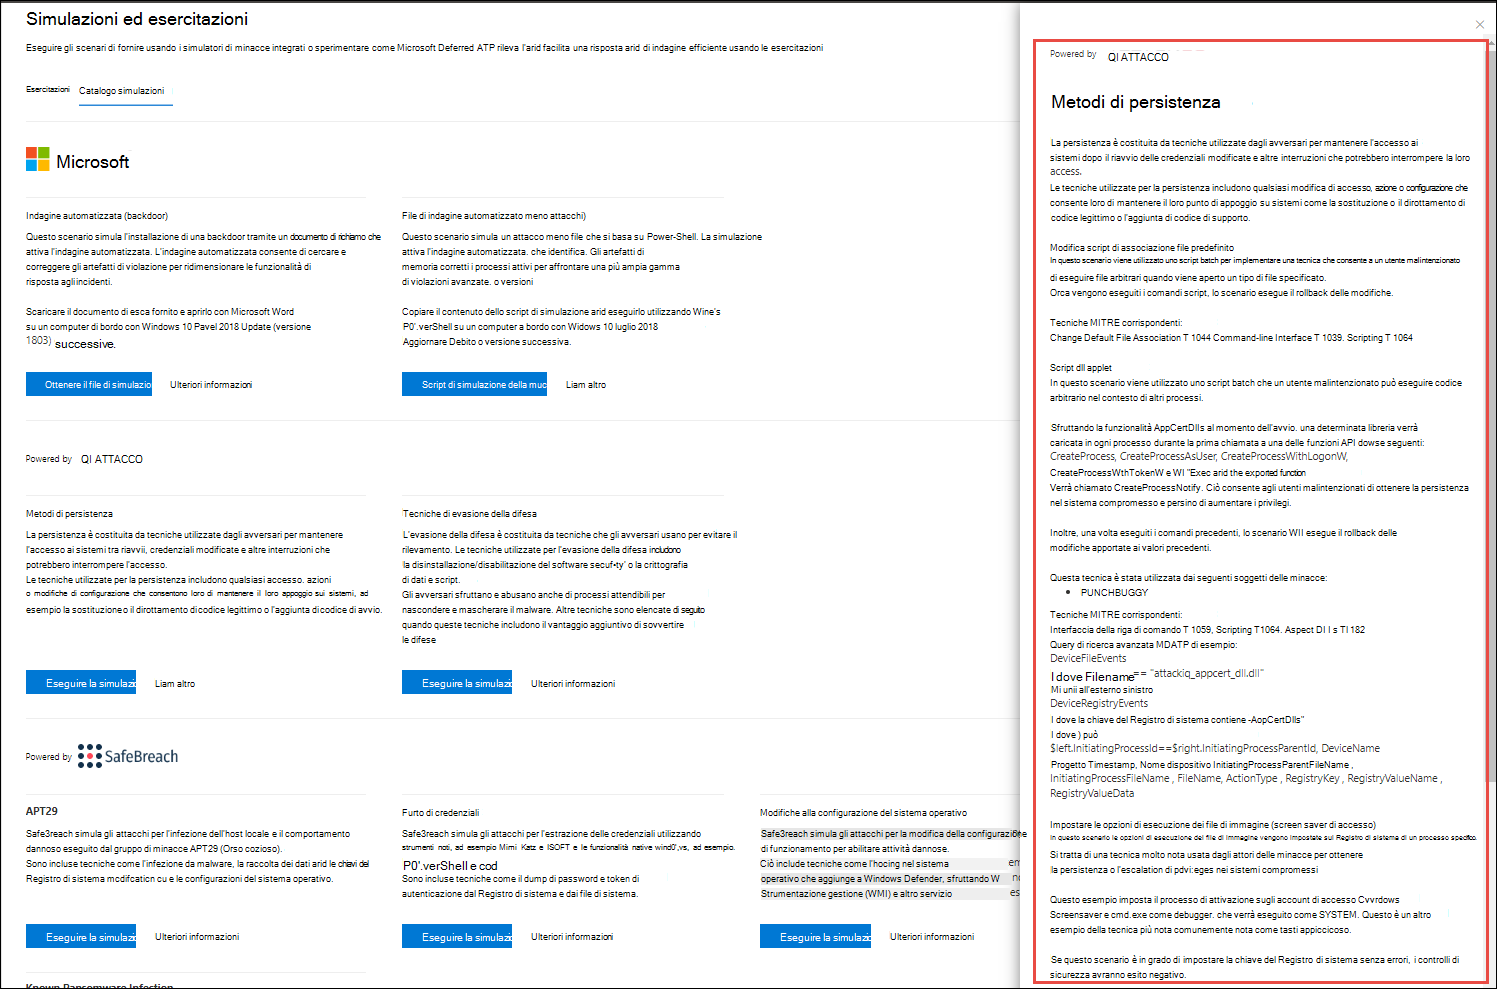 Simulazioni ed esercitazioni
Eseguire gli scenari di fornire usando i simulatori di minacce integrati o sperimentare come Microsoft Deferred ATP rileva l'arid facilita una risposta arid di indagine efficiente usando le esercitazioni
Esercitazioni Catalogo simulazioni
Microsoft
Indagine automatizzata (backdoor)
Questo scenario simula l'installazione di una backdoor tramite un documento di richiamo che
attiva l'indagine automatizzata. L'indagine automatizzata consente di cercare e
correggere gli artefatti di violazione per ridimensionare le funzionalità di
risposta agli incidenti.
Scaricare il documento di esca fornito e aprirlo con Microsoft Word
su un computer di bordo con Windows 10 Pavel 2018 Update (versione
1803) successive.
Ottenere il file di simulazio Ulteriori informazioni
File di indagine automatizzato meno attacchi)
Questo scenario simula un attacco meno file che si basa su Power-Shell. La simulazione
attiva l'indagine automatizzata. che identifica. Gli artefatti di
memoria corretti i processi attivi per affrontare una più ampia gamma
di violazioni avanzate. o versioni
Copiare il contenuto dello script di simulazione arid eseguirlo utilizzando Wine's
P0'.verShell su un computer a bordo con Widows 10 luglio 2018
Aggiornare Debito o versione successiva.
Script di simulazione della muc Liam altro
Powered by QI ATTACCO
Metodi di persistenza
La persistenza è costituita da tecniche utilizzate dagli avversari per mantenere
l'accesso ai sistemi tra riavvii, credenziali modificate e altre interruzioni che
potrebbero interrompere l'accesso.
Le tecniche utilizzate per la persistenza includono qualsiasi accesso. azioni
o modifiche di configurazione che consentono loro di mantenere il loro appoggio sui sistemi, ad
esempio la sostituzione o il dirottamento di codice legittimo o l'aggiunta di codice di avvio.
Eseguire la simulazi Liam altro
Tecniche di evasione della difesa
L'evasione della difesa è costituita da tecniche che gli avversari usano per evitare il
rilevamento. Le tecniche utilizzate per l'evasione della difesa includono
la disinstallazione/disabilitazione del software secuf•ty' o la crittografia
di dati e script.
Gli avversari sfruttano e abusano anche di processi attendibili per
nascondere e mascherare il malware. Altre tecniche sono elencate di seguito
quando queste tecniche includono il vantaggio aggiuntivo di sovvertire
le difese
Eseguire la simulazi Ulteriori informazioni
Powered by SafeBreach
APT29
Safe3reach simula gli attacchi per l'infezione dell'host locale e il comportamento
dannoso eseguito dal gruppo di minacce APT29 (Orso cozioso).
Sono incluse tecniche come l'infezione da malware, la raccolta dei dati arid le chiavi del
Registro di sistema mcdifcation cu e le configurazioni del sistema operativo.
Eseguire la simulazi Ulteriori informazioni
Furto di credenziali
Safe3reach simula gli attacchi per l'estrazione delle credenziali utilizzando
strumenti noti, ad esempio Mimi Katz e ISOFT e le funzionalità native wind0',vs, ad esempio.
P0'.verShell e cod
Sono incluse tecniche come il dump di password e token di
autenticazione dal Registro di sistema e dai file di sistema.
Eseguire la simulazi Ulteriori informazioni
Modifiche alla configurazione del sistema operativo
Safe3reach simula gli attacchi per la modifica della configurazione
di funzionamento per abilitare attività dannose.
Ciò include tecniche come l'hocing nel sistema em
operativo che aggiunge a Windows Defender, sfruttando W
Strumentazione gestione (WMI) e altro servizio es
Eseguire la simulazi Ulteriori informazioni
Known Ransomware Infection
Powered by QI ATTACCO
Metodi di persistenza
La persistenza è costituita da tecniche utilizzate dagli avversari per mantenere l'accesso ai
sistemi dopo il riavvio delle credenziali modificate e altre interruzioni che potrebbero interrompere la loro
access.
Le tecniche utilizzate per la persistenza includono qualsiasi modifica di accesso, azione o configurazione che
consente loro di mantenere il loro punto di appoggio su sistemi come la sostituzione o il dirottamento di
codice legittimo o l'aggiunta di codice di supporto.
Modifica script di associazione file predefinito
In questo scenario viene utilizzato uno script batch per implementare una tecnica che consente a un utente malintenzionato
di eseguire file arbitrari quando viene aperto un tipo di file specificato.
Orca vengono eseguiti i comandi script, lo scenario esegue il rollback delle modifiche.
Tecniche MITRE corrispondenti:
Change Default File Association T 1044 Command-line Interface T 1039. Scripting T 1064
Script dll applet
In questo scenario viene utilizzato uno script batch che un utente malintenzionato può eseguire codice
arbitrario nel contesto di altri processi.
Sfruttando la funzionalità AppCertDlls al momento dell'avvio. una determinata libreria verrà
caricata in ogni processo durante la prima chiamata a una delle funzioni API dowse seguenti:
CreateProcess, CreateProcessAsUser, CreateProcessWithLogonW,
CreateProcessWthTokenW e WI "Exec arid the exported function
Verrà chiamato CreateProcessNotify. Ciò consente agli utenti malintenzionati di ottenere la persistenza
nel sistema compromesso e persino di aumentare i privilegi.
Inoltre, una volta eseguiti i comandi precedenti, lo scenario WII esegue il rollback delle
modifiche apportate ai valori precedenti.
Questa tecnica è stata utilizzata dai seguenti soggetti delle minacce:
• PUNCHBUGGY
Tecniche MITRE corrispondenti:
Interfaccia della riga di comando T 1059, Scripting T1064. Aspect DI I s TI 182
Query di ricerca avanzata MDATP di esempio:
DeviceFileEvents
I dove Filename== "attackiq_appcert_dll.dll"
Mi unii all'esterno sinistro
DeviceRegistryEvents
I dove la chiave del Registro di sistema contiene -AopCertDlls"
I dove ) può
$left.InitiatingProcessId==$right.InitiatingProcessParentId, DeviceName
Progetto Timestamp, Nome dispositivo InitiatingProcessParentFileName ,
InitiatingProcessFileName , FileName, ActionType , RegistryKey , RegistryValueName ,
RegistryValueData
Impostare le opzioni di esecuzione dei file di immagine (screen saver di accesso)
In questo scenario le opzioni di esecuzione dei file di immagine vengono impostate sul Registro di sistema di un processo specifico.
Si tratta di una tecnica molto nota usata dagli attori delle minacce per ottenere
la persistenza o l'escalation di pdvi:eges nei sistemi compromessi
Questo esempio imposta il processo di attivazione sugli account di accesso Cvvrdows
Screensaver e cmd.exe come debugger. che verrà eseguito come SYSTEM. Questo è un altro
esempio della tecnica più nota comunemente nota come tasti appiccicoso.
Se questo scenario è in grado di impostare la chiave del Registro di sistema senza errori, i controlli di
sicurezza avranno esito negativo.